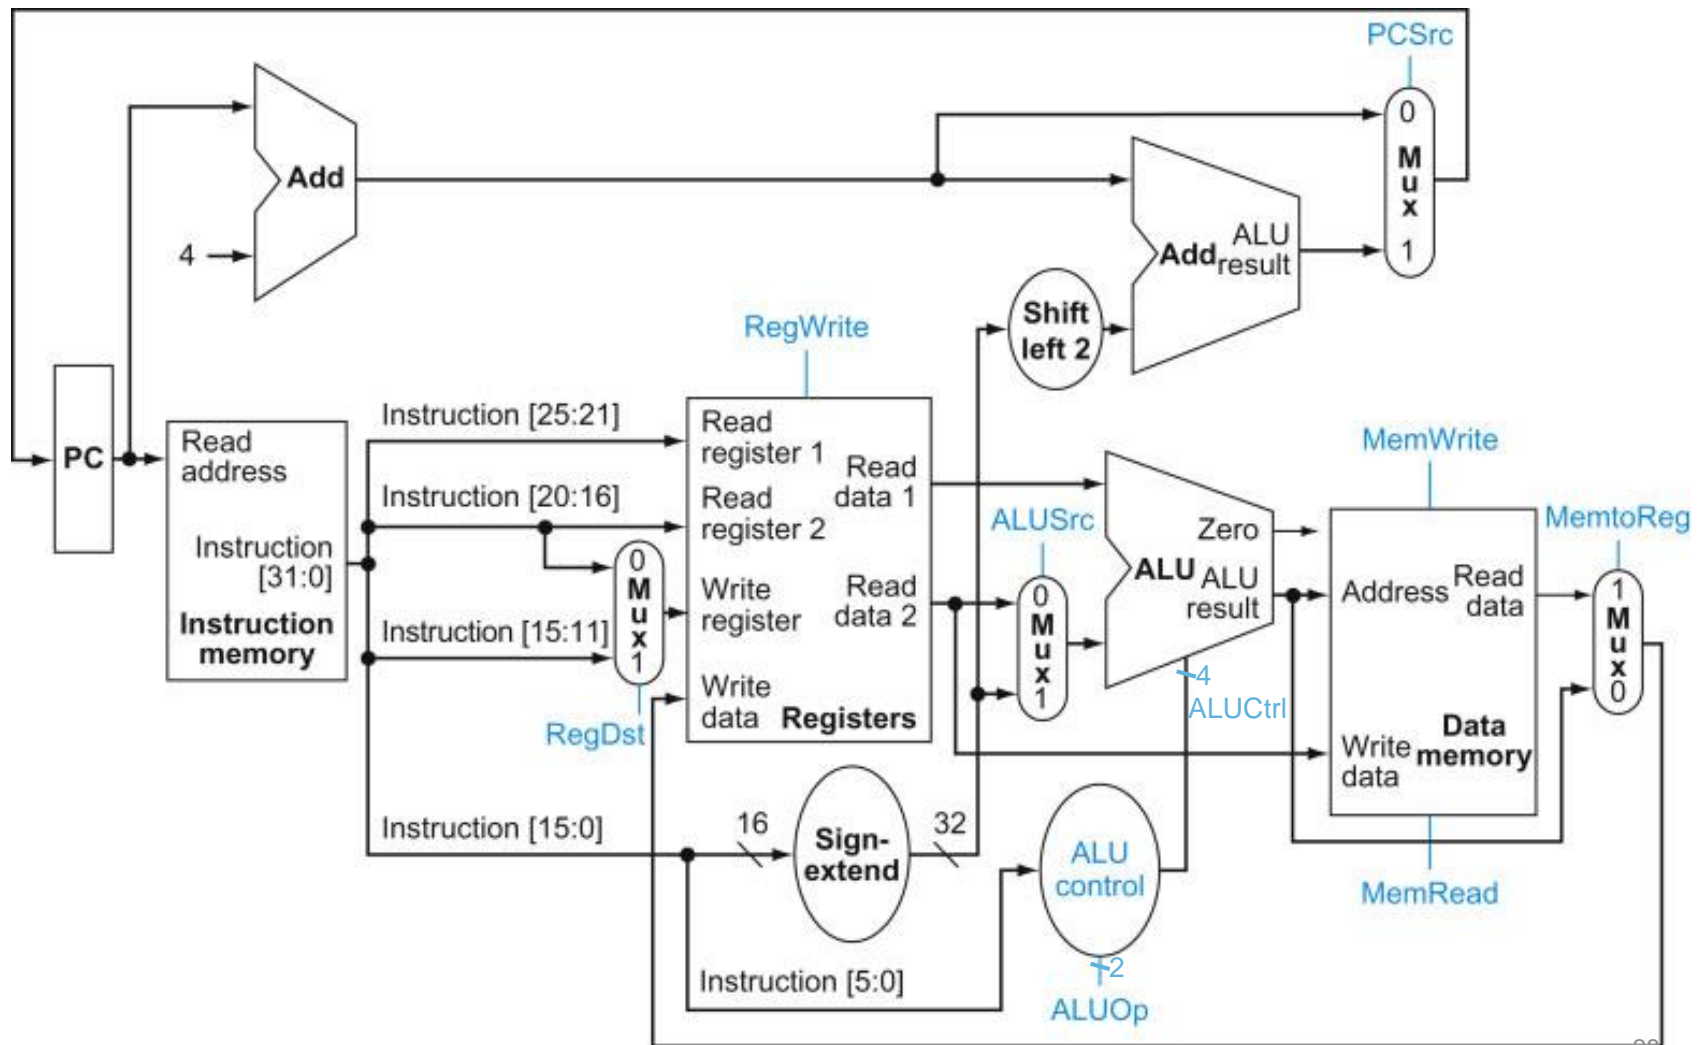 PCSrc
0
Mux
1
Add
4
Add
ALU
result
Shift
left 2
RegWrite
PC
Read
address
Instruction
[31:0]
Instruction
memory
Instruction [25:21]
Instruction [20:16]
Instruction [15:11]
Instruction [15:0]
Instruction [5:0]
0
Mux
1
RegDst
Read
register 1
Read
register 2
Write
register
Write
data
Read
data 1
Read
data 2
Registers
16
Sign-
extend
32
ALUSrc
0
Mux
1
Zero
ALU
ALU
result
4
ALUCtrl
ALU
control
2
ALUOp
MemWrite
Address
Read
data
Write
data
Data
memory
MemRead
MemtoReg
1
Mux
0